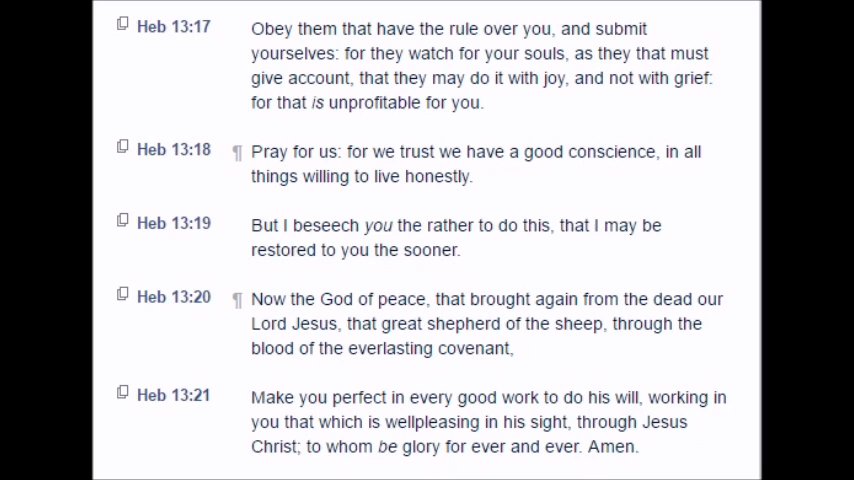 Heb 13:17 Obey them that have the rule over you, and submit
yourselves: for they watch for your souls, as they that must
give account, that they may do it with joy, and not with grief:
for that is unprofitable for you.
Heb 13:18 ¶ Pray for us: for we trust we have a good conscience, in all
things willing to live honestly.
Heb 13:19 But I beseech you the rather to do this, that I may be
restored to you the sooner.
Heb 13:20 ¶ Now the God of peace, that brought again from the dead our
Lord Jesus, that great shepherd of the sheep, through the
blood of the everlasting covenant,
Heb 13:21 Make you perfect in every good work to do his will, working in
you that which is wellpleasing in his sight, through Jesus
Christ; to whom be glory for ever and ever. Amen.